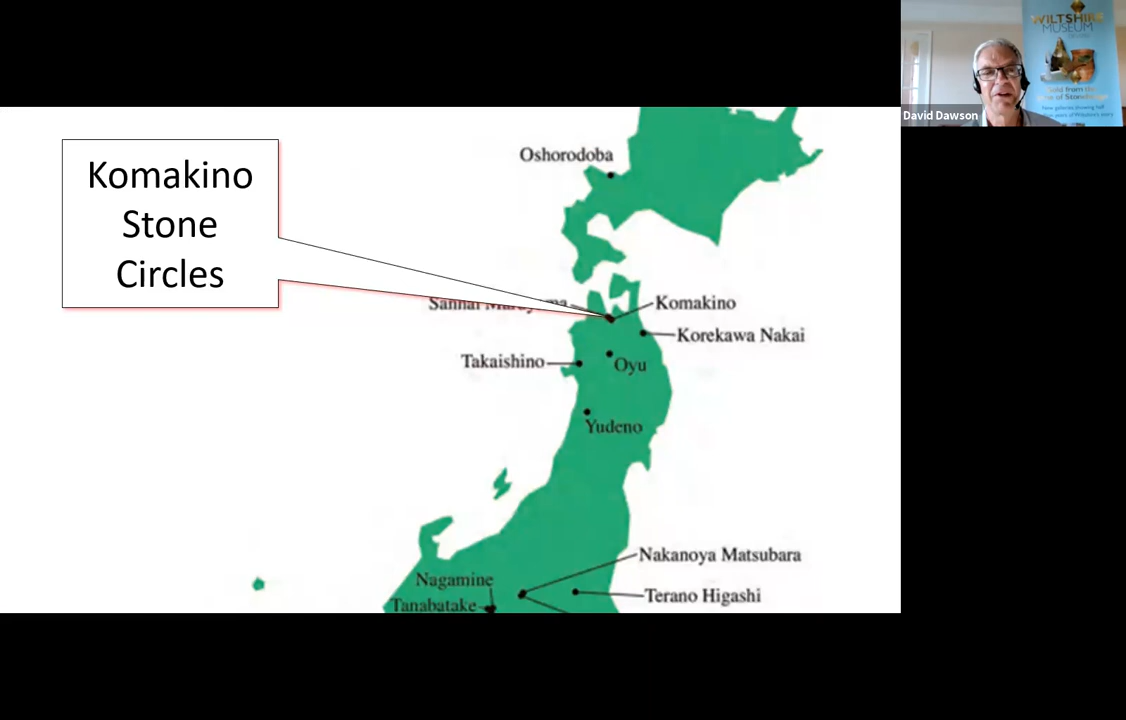 Komakino
Stone
Circles
Oshorodoba
Sannai
Komakino
Korekawa Nakai
Takaishino
Oyu
Yudeno
Nakanoya Matsubara
Nagamine
Terano Higashi
Tanabatake
WILTSHIRE
MUSEUM
David Dawson